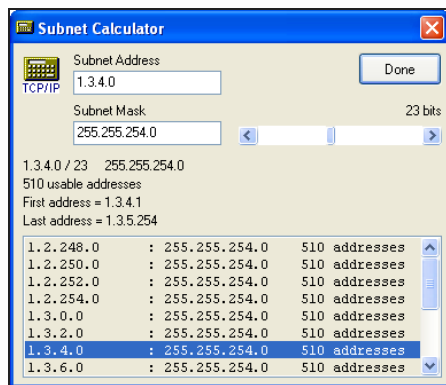 Subnet Calculator
Subnet Address
Done
1.3.4.0
TCP/IP
Subnet Mask
23 bits
255.255.254.0
1.3.4.0 / 23 255.255.254.0
510 usable addresses
First address = 1.3.4.1
Last address = 1.3.5.254
1.2.248.0 : 255.255.254.0 510 addresses
1.2.250.0 : 255.255.254.0 510 addresses
1.2.252.0 : 255.255.254.0 510 addresses
1.2.254.0 : 255.255.254.0 510 addresses
1.3.0.0 : 255.255.254.0 510 addresses
1.3.2.0 : 255.255.254.0 510 addresses
1.3.4.0 : 255.255.254.0 510 addresses
1.3.6.0 : 255.255.254.0 510 addresses